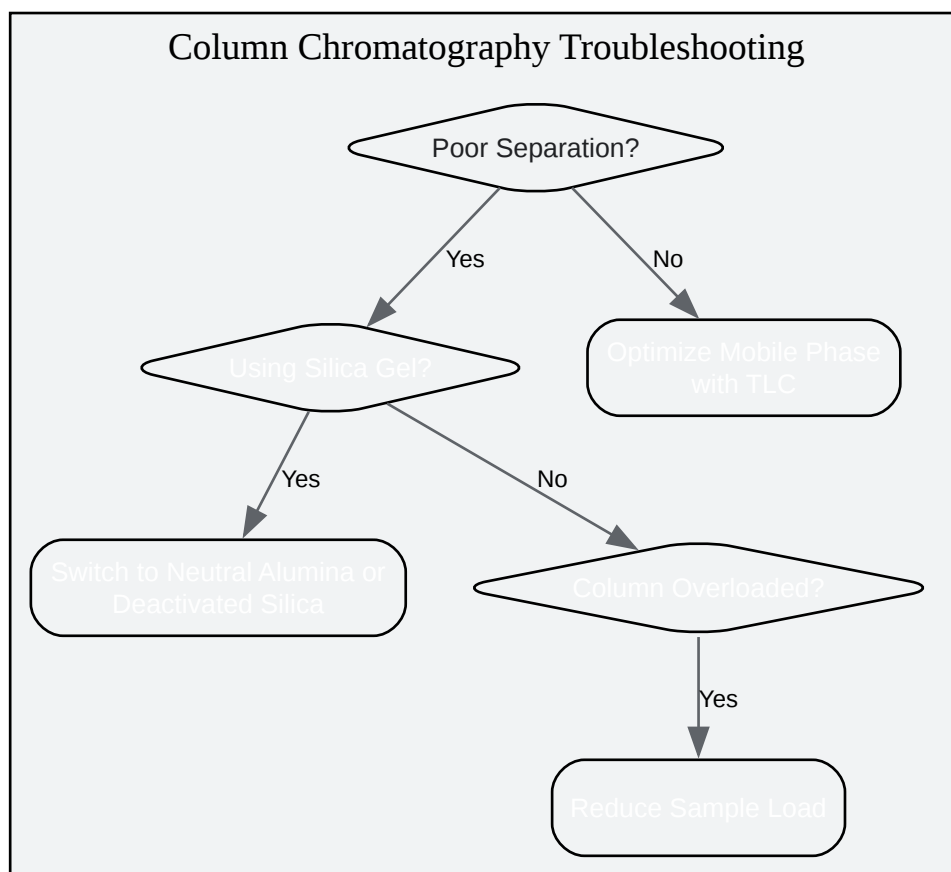 Column Chromatography Troubleshooting
Poor Separation?
Yes
No
Using Silica Gel?
Optimize Mobile Phase
with TLC
Yes
No
Switch to Neutral Alumina or
Deactivated Silica
Column Overloaded?
Yes
Reduce Sample Load